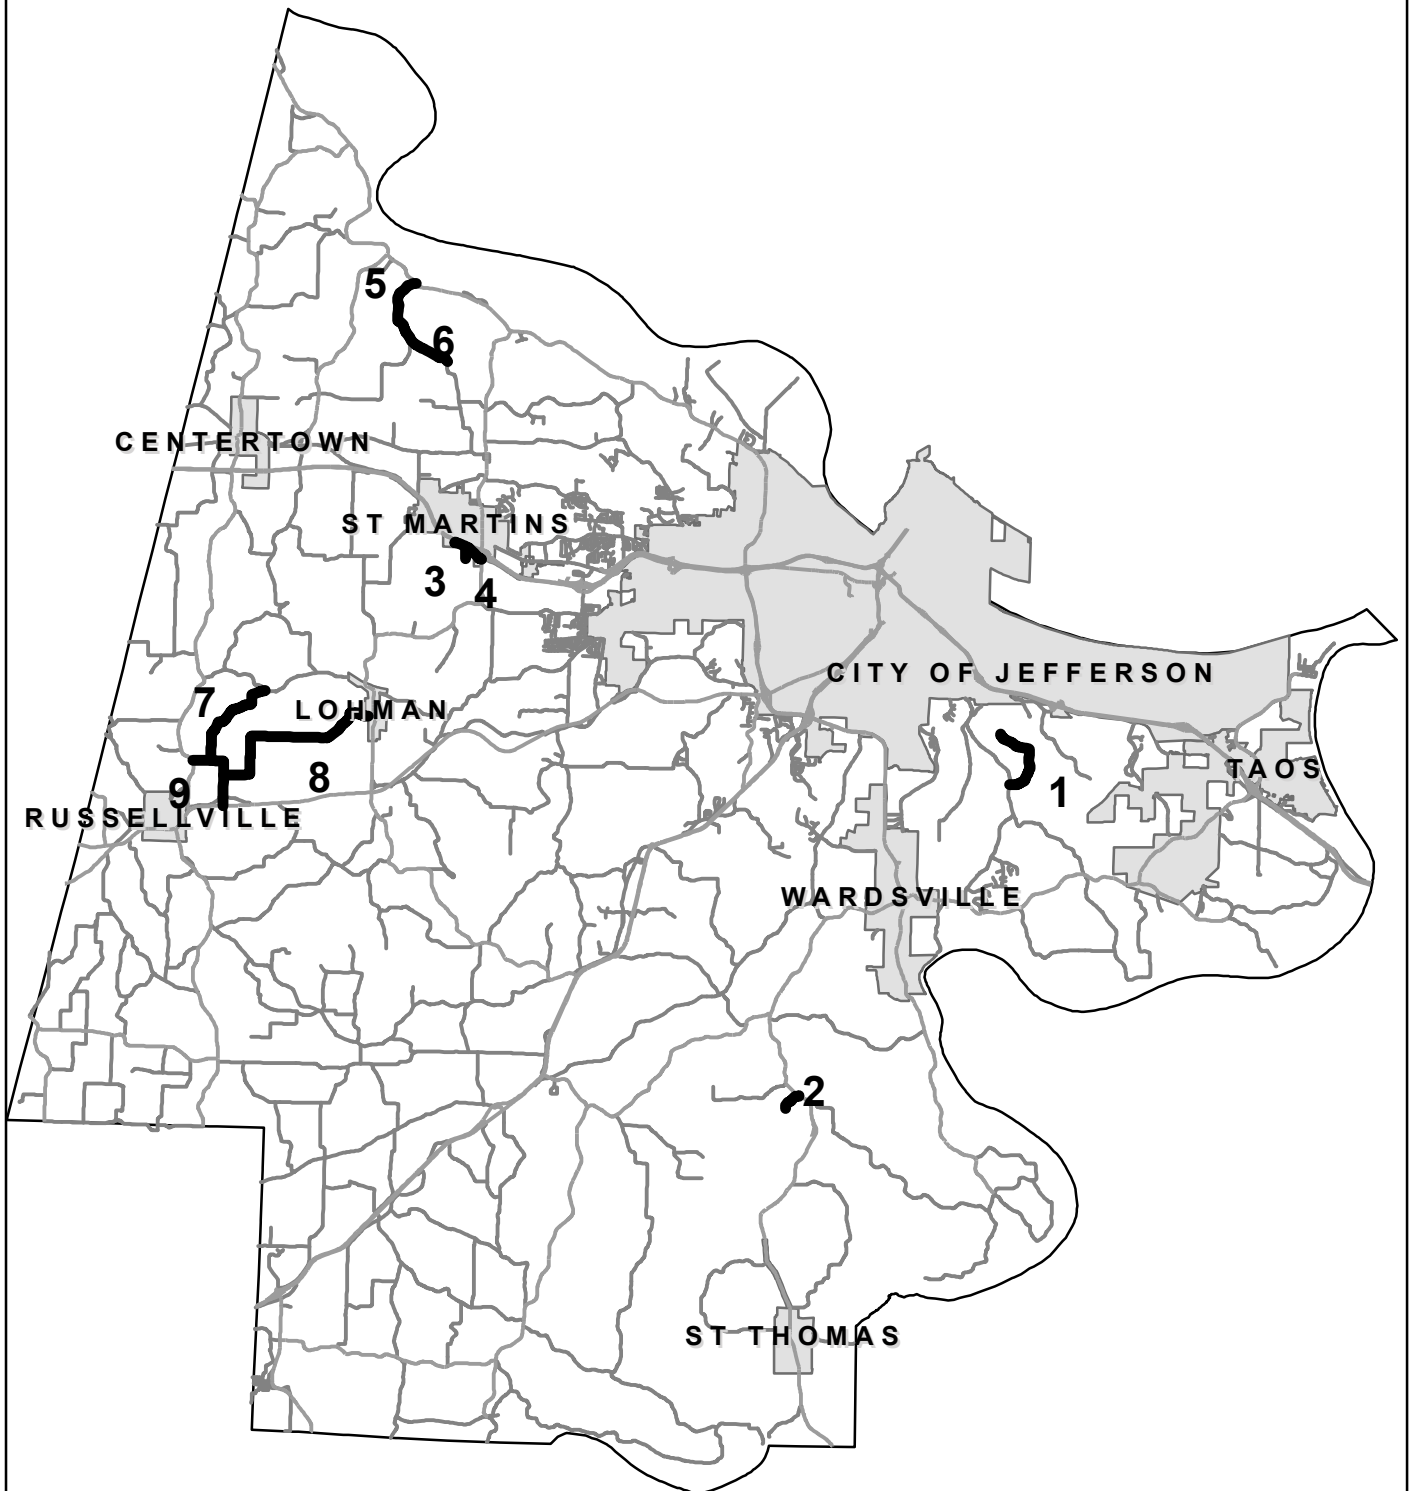 5
6
CENTERTOWN
ST MARTINS
3
4
CITY OF JEFFERSON
7
LOHMAN
TAOS
8
9
1
RUSSELLVILLE
WARDSVILLE
2
ST THOMAS